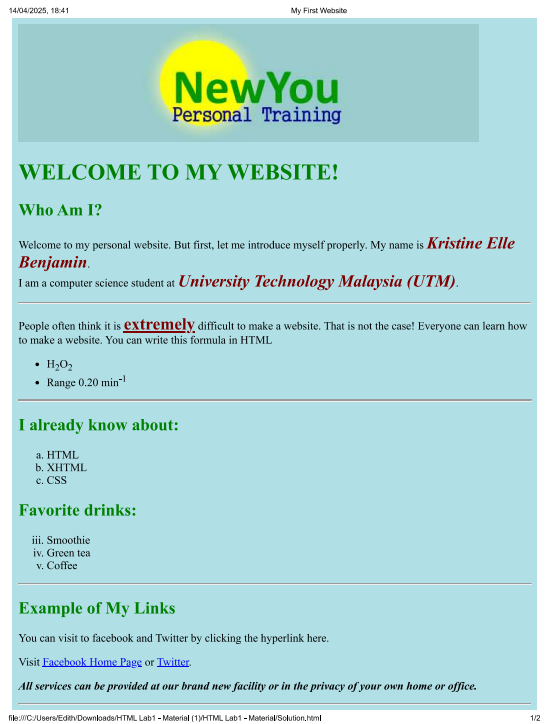 14/04/2025, 18:41 My First Website
NewYou
Personal Training
WELCOME TO MY WEBSITE!
Who Am I?
Welcome to my personal website. But first, let me introduce myself properly. My name is Kristine Elle
Benjamin.
I am a computer science student at University Technology Malaysia (UTM).
People often think it is extremely difficult to make a website. That is not the case! Everyone can learn how
to make a website. You can write this formula in HTML
• H₂O₂
• Range 0.20 min⁻¹
I already know about:
a. HTML
b. XHTML
c. CSS
Favorite drinks:
iii. Smoothie
iv. Green tea
v. Coffee
Example of My Links
You can visit to facebook and Twitter by clicking the hyperlink here.
Visit Facebook Home Page or Twitter.
All services can be provided at our brand new facility or in the privacy of your own home or office.
file:///C:/Users/Edith/Downloads/HTML Lab1 - Material (1)/HTML Lab1 - Material/Solution.html 1/2